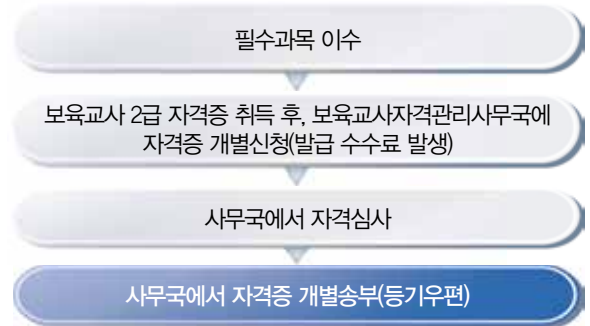 필수과목 이수
보육교사 2급 자격증 취득 후, 보육교사자격관리사무국에
자격증 개별신청(발급 수수료 발생)
사무국에서 자격심사
사무국에서 자격증 개별송부(등기우편)